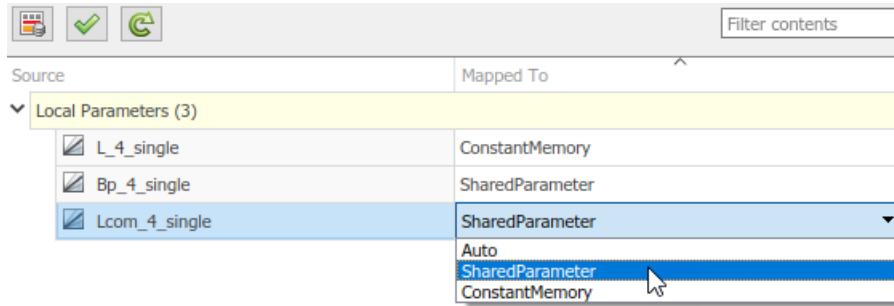 Filter contents
Source Mapped To
Local Parameters (3)
L_4_single ConstantMemory
Bp_4_single SharedParameter
Lcom_4_single SharedParameter
Auto
SharedParameter
ConstantMemory